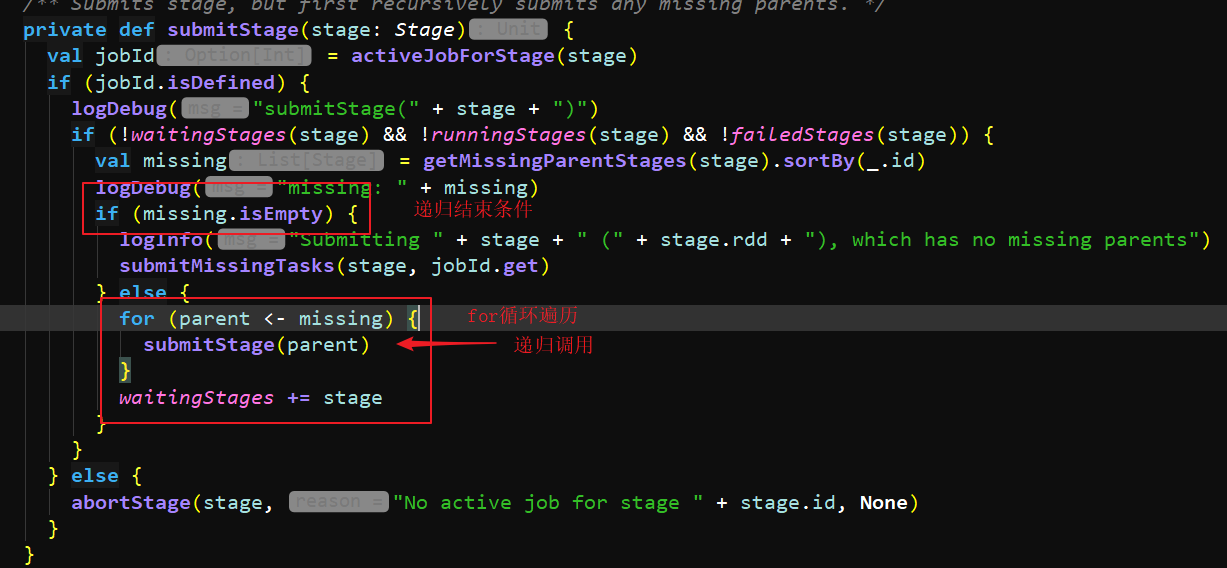 /** Submits stage, but first recursively submits any missing parents. */
private def submitStage(stage: Stage) : Unit {
val jobId : Option[Int] = activeJobForStage(stage)
if (jobId.isDefined) {
logDebug( msg = "submitStage(" + stage + ")")
if (!waitingStages(stage) && !runningStages(stage) && !failedStages(stage)) {
val missing : List[Stage] = getMissingParentStages(stage).sortBy(_.id)
logDebug( msg = "missing: " + missing)
if (missing.isEmpty) { 递归结束条件
logInfo( msg = "Submitting " + stage + " (" + stage.rdd + "), which has no missing parents")
submitMissingTasks(stage, jobId.get)
} else {
for (parent <- missing) { for循环遍历
submitStage(parent) 递归调用
}
waitingStages += stage
}
}
} else {
abortStage(stage, reason = "No active job for stage " + stage.id, None)
}
}